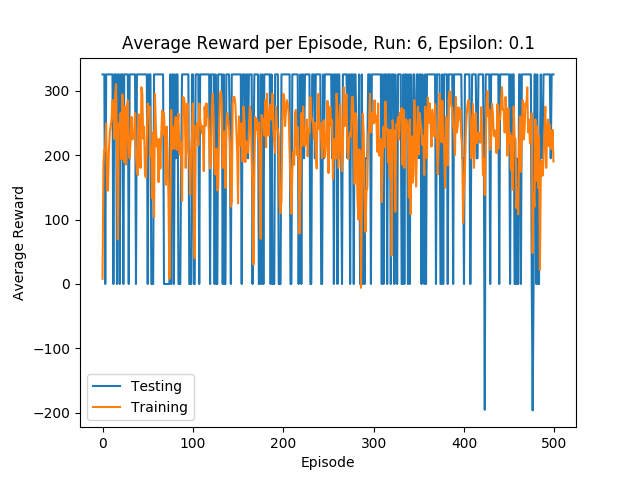 Average Reward per Episode, Run: 6, Epsilon: 0.1
300
200
100
0
−100
−200
Average Reward
Testing
Training
0 100 200 300 400 500
Episode